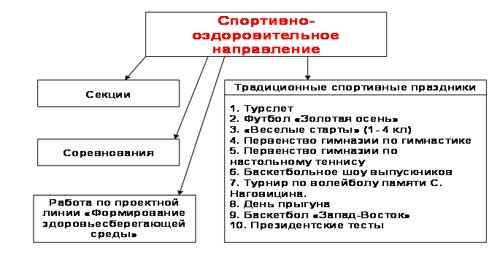 Спортивно-
оздоровительное
направление
Секции
Соревнования
Работа по проектной
линии «Формирование
здоровьесберегающей
среды»
Традиционные спортивные праздники
1. Турслет
2. Футбол «Золотая осень»
3. «Веселые старты» (1-4 кл)
4. Первенство гимназии по гимнастике
5. Первенство гимназии по
настольному теннису
6. Баскетбольное шоу выпускников
7. Турнир по волейболу памяти С.
Наговицина.
8. День прыгуна
9. Баскетбол «Запад-Восток»
10. Президентские тесты